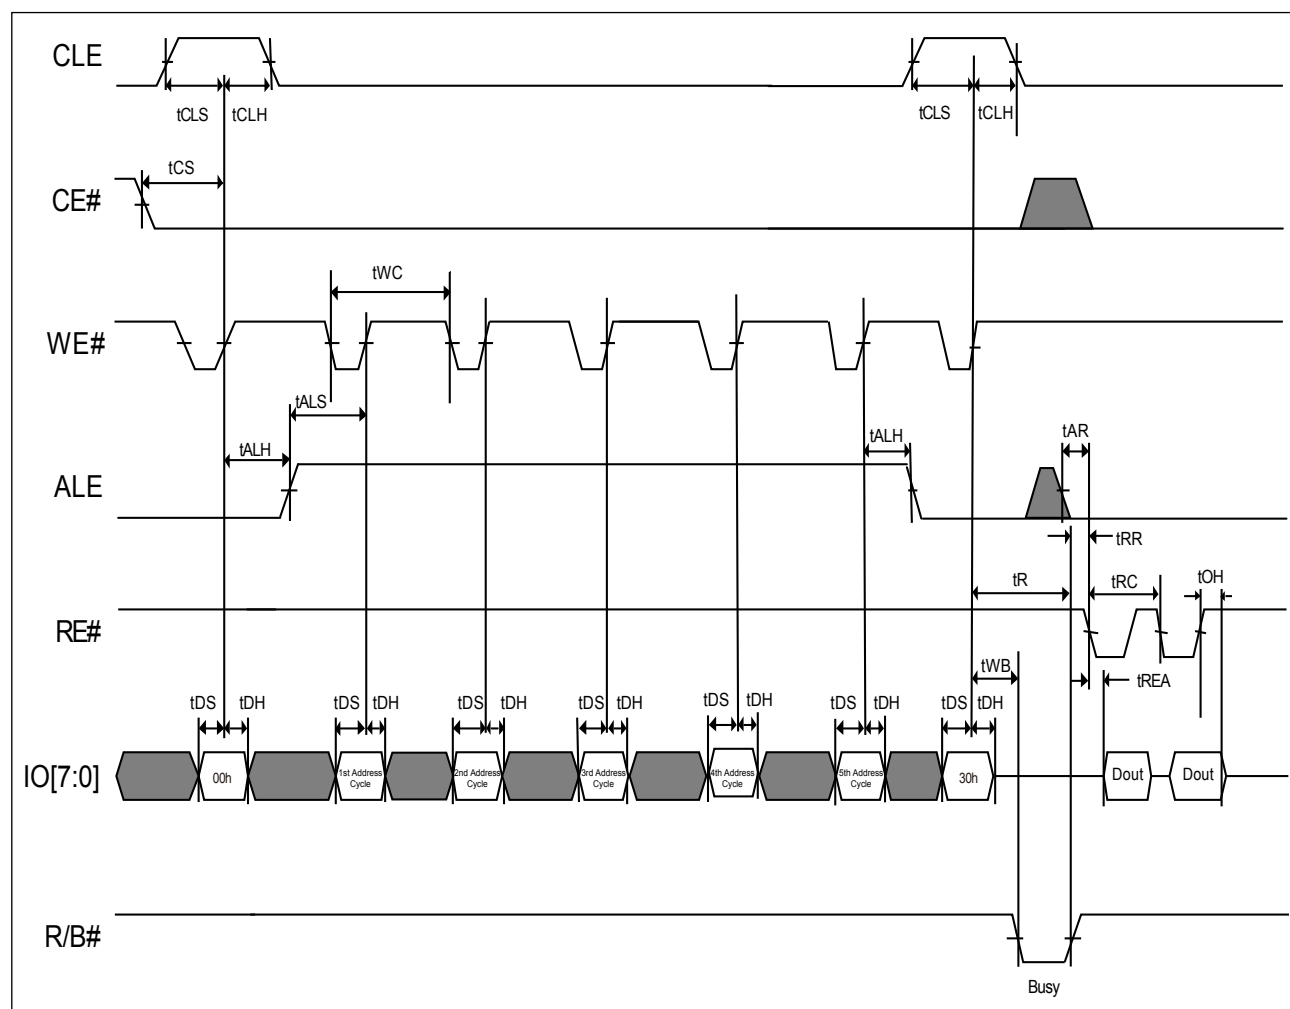 CLE
tCLS tCLH tCLS tCLH
tCS
CE#
tWC
WE#
tALS
tALH tALH tAR
ALE
tRR
tR tRC tOH
RE#
tWB tREA
tDS tDH tDS tDH tDS tDH tDS tDH tDS tDH tDS tDH tDS tDH
IO[7:0] 00h 1st Address Cycle 2nd Address Cycle 3rd Address Cycle 4th Address Cycle 5th Address Cycle 30h Dout Dout
R/B#
Busy